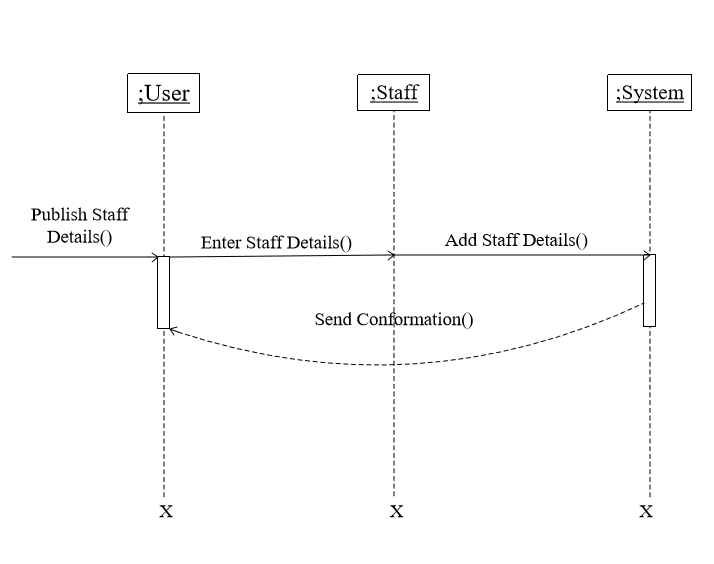 ;User
;Staff
;System
Publish Staff
Details()
Enter Staff Details()
Add Staff Details()
Send Conformation()
X
X
X